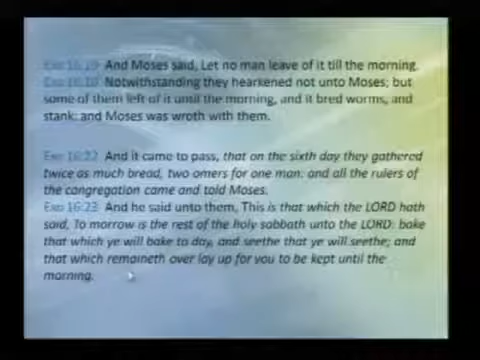 Exo 16:19 And Moses said, Let no man leave of it till the morning.
Exo 16:10 Notwithstanding they hearkened not unto Moses; but
some of them left of it until the morning, and it bred worms, and
stank: and Moses was wroth with them.
Exo 16:22 And it came to pass, that on the sixth day they gathered
twice as much bread, two omers for one man: and all the rulers of
the congregation came and told Moses.
Exo 16:23 And he said unto them, This is that which the LORD hath
said, To morrow is the rest of the holy sabbath unto the LORD: bake
that which ye will bake to day, and seethe that ye will seethe; and
that which remaineth over lay up for you to be kept until the
morning.